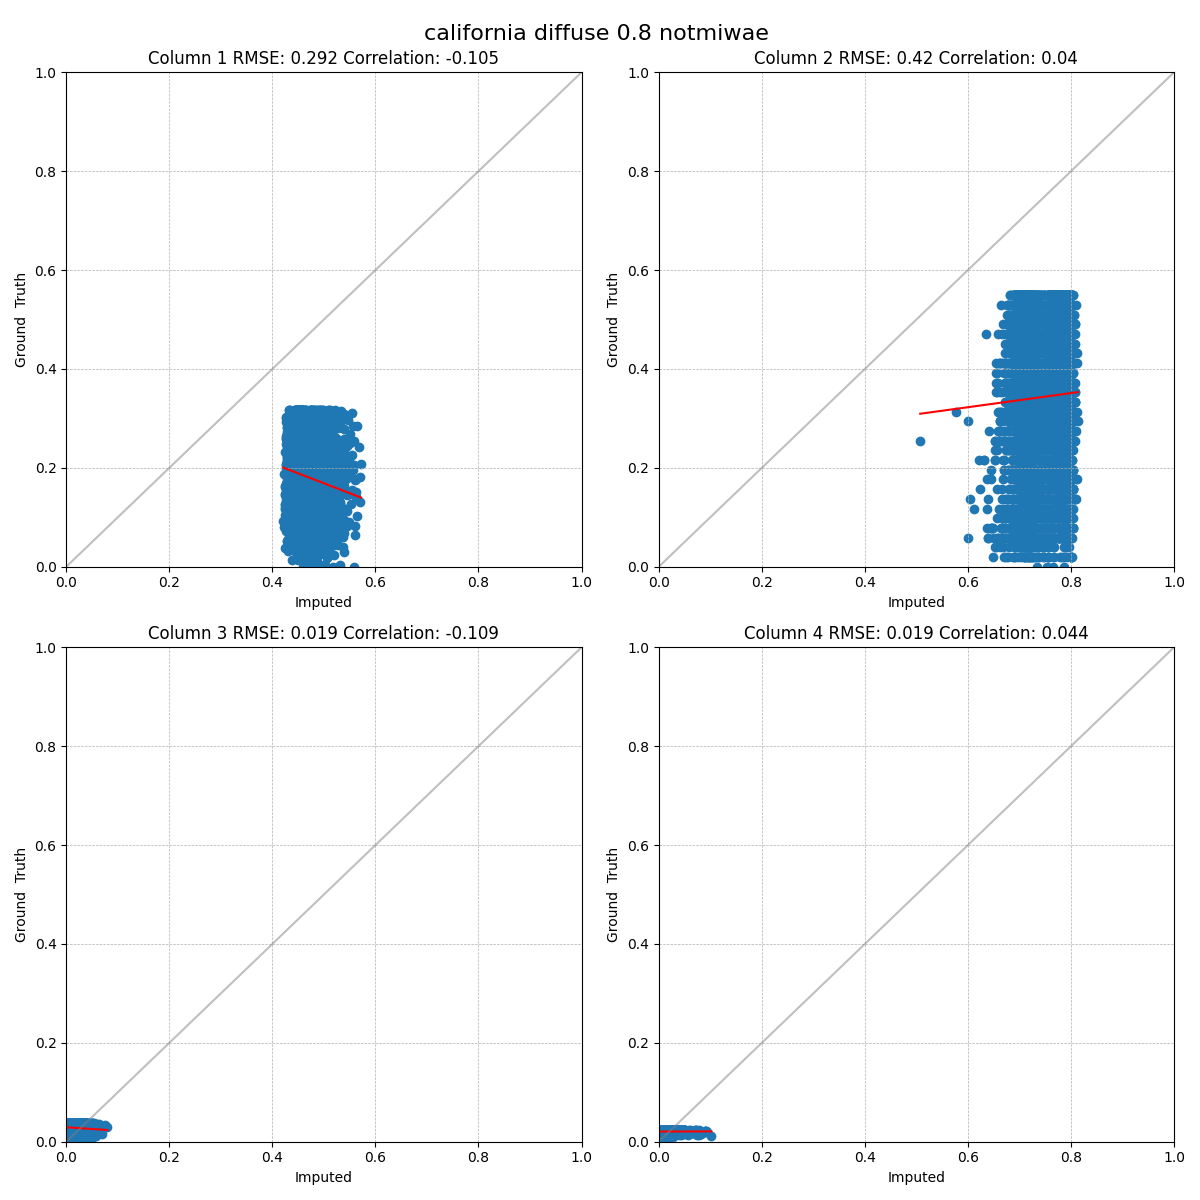 california diffuse 0.8 notmiwae
Column 1 RMSE: 0.292 Correlation: -0.105
1.0
0.8
0.6
0.4
0.2
0.0
Ground Truth
0.0 0.2 0.4 0.6 0.8 1.0
Imputed
Column 2 RMSE: 0.42 Correlation: 0.04
1.0
0.8
0.6
0.4
0.2
0.0
Ground Truth
0.0 0.2 0.4 0.6 0.8 1.0
Imputed
Column 3 RMSE: 0.019 Correlation: -0.109
1.0
0.8
0.6
0.4
0.2
0.0
Ground Truth
0.0 0.2 0.4 0.6 0.8 1.0
Imputed
Column 4 RMSE: 0.019 Correlation: 0.044
1.0
0.8
0.6
0.4
0.2
0.0
Ground Truth
0.0 0.2 0.4 0.6 0.8 1.0
Imputed